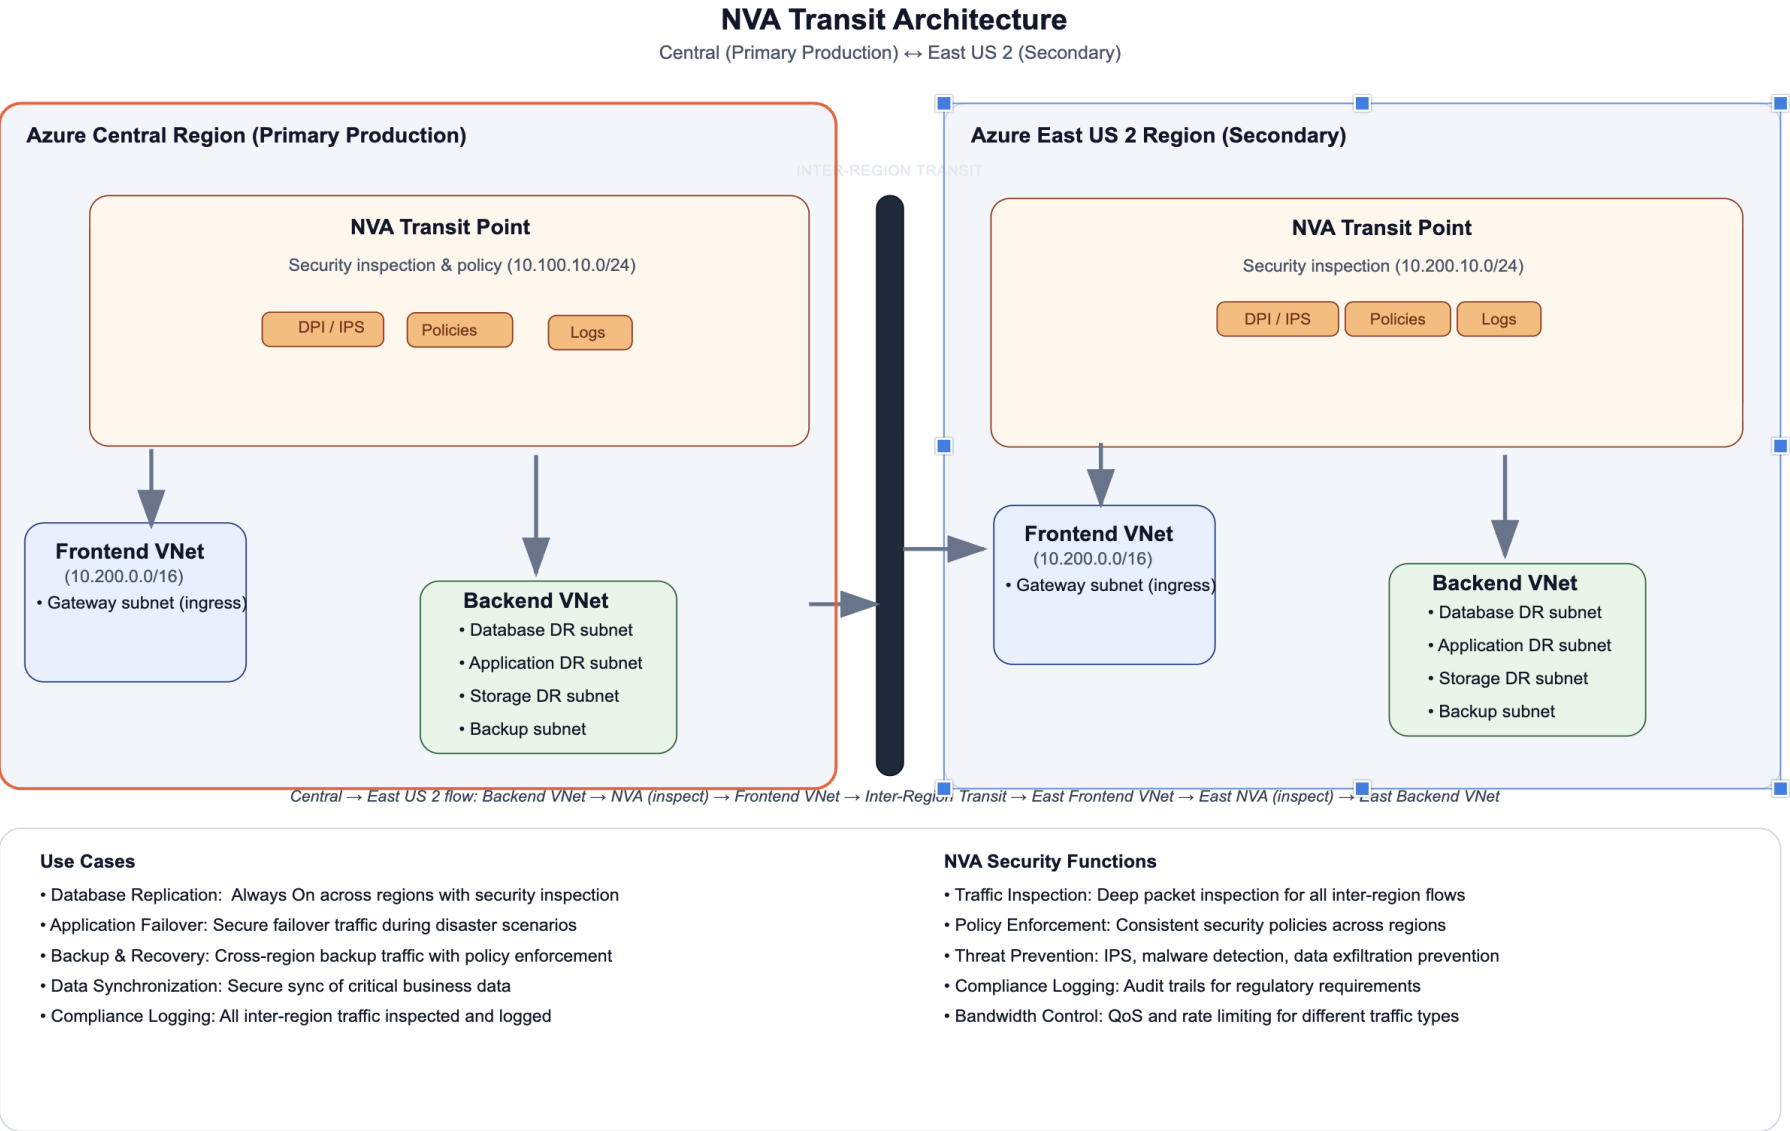 NVA Transit Architecture
Central (Primary Production) ↔ East US 2 (Secondary)
Azure Central Region (Primary Production)
NVA Transit Point
Security inspection & policy (10.100.10.0/24)
DPI / IPS
Policies
Logs
Frontend VNet
(10.200.0.0/16)
• Gateway subnet (ingress)
Backend VNet
• Database DR subnet
• Application DR subnet
• Storage DR subnet
• Backup subnet
INTER-REGION TRANSIT
Azure East US 2 Region (Secondary)
NVA Transit Point
Security inspection (10.200.10.0/24)
DPI / IPS
Policies
Logs
Frontend VNet
(10.200.0.0/16)
• Gateway subnet (ingress)
Backend VNet
• Database DR subnet
• Application DR subnet
• Storage DR subnet
• Backup subnet
Central → East US 2 flow: Backend VNet → NVA (inspect) → Frontend VNet → Inter-Region Transit → East Frontend VNet → East NVA (inspect) → East Backend VNet
Use Cases
• Database Replication:  Always On across regions with security inspection
• Application Failover: Secure failover traffic during disaster scenarios
• Backup & Recovery: Cross-region backup traffic with policy enforcement
• Data Synchronization: Secure sync of critical business data
• Compliance Logging: All inter-region traffic inspected and logged
NVA Security Functions
• Traffic Inspection: Deep packet inspection for all inter-region flows
• Policy Enforcement: Consistent security policies across regions
• Threat Prevention: IPS, malware detection, data exfiltration prevention
• Compliance Logging: Audit trails for regulatory requirements
• Bandwidth Control: QoS and rate limiting for different traffic types